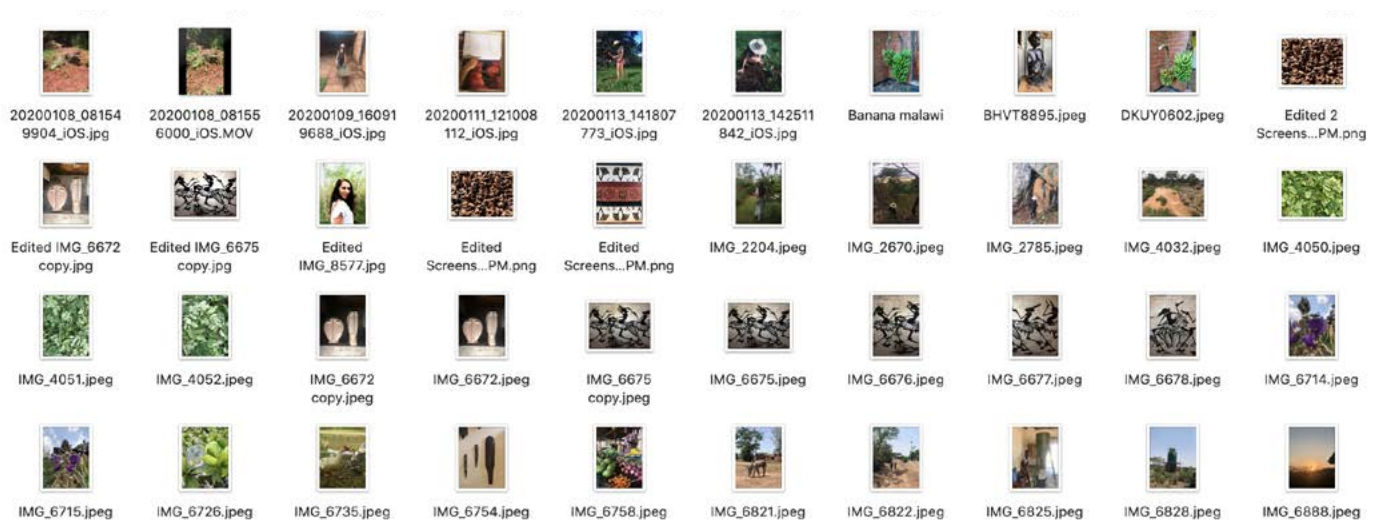 20200108_08154 20200108_08155 20200109_16091 20200111_121008 20200113_141807 20200113_142511 Banana malawi BHVT8895.jpeg DKUY0602.jpeg Edited 2
9904_iOS.jpg 6000_iOS.MOV 9688_iOS.jpg 112_iOS.jpg 773_iOS.jpg 842_iOS.jpg Screens...PM.png
Edited IMG_6672 Edited IMG_6675 Edited Edited Edited IMG_2204.jpeg IMG_2670.jpeg IMG_2785.jpeg IMG_4032.jpeg IMG_4050.jpeg
copy.jpg copy.jpg IMG_8577.jpg Screens...PM.png Screens...PM.png
IMG_4051.jpeg IMG_4052.jpeg IMG_6672 IMG_6672.jpeg IMG_6675 IMG_6675.jpeg IMG_6676.jpeg IMG_6677.jpeg IMG_6678.jpeg IMG_6714.jpeg
copy.jpeg copy.jpeg
IMG_6715.jpeg IMG_6726.jpeg IMG_6735.jpeg IMG_6754.jpeg IMG_6758.jpeg IMG_6821.jpeg IMG_6822.jpeg IMG_6825.jpeg IMG_6828.jpeg IMG_6888.jpeg